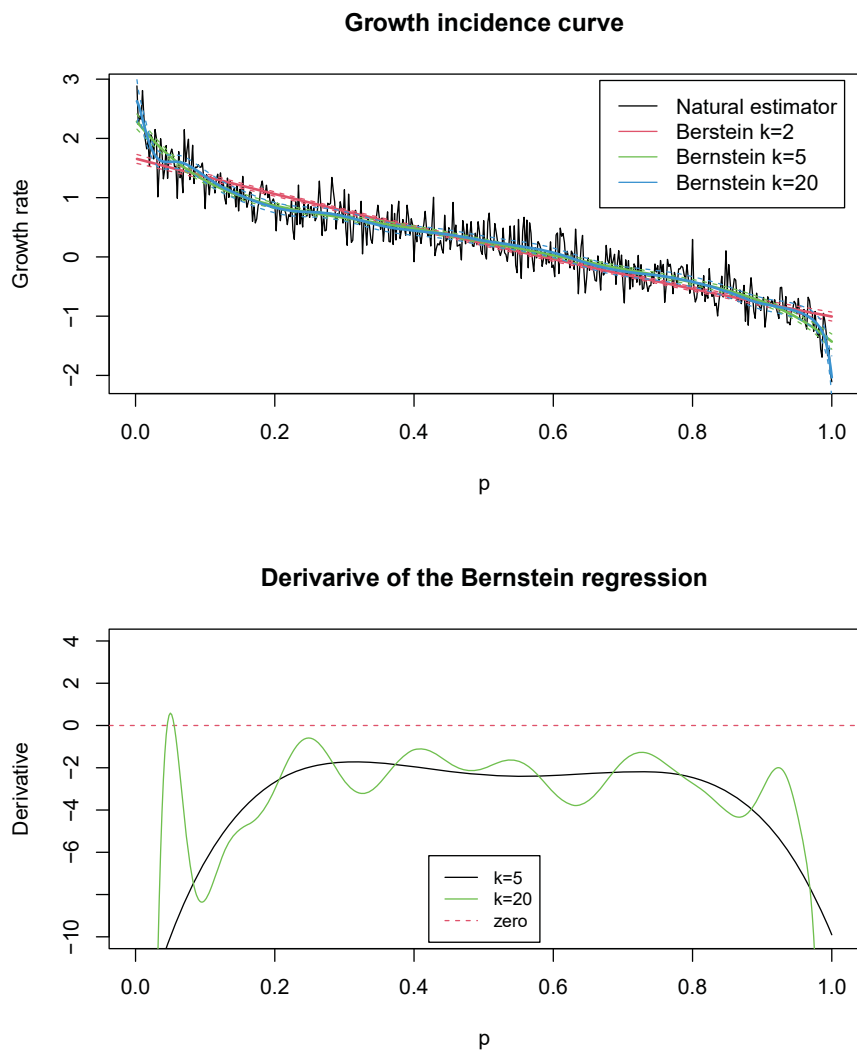 Growth incidence curve
3
2
1
0
−1
−2
Growth rate
Natural estimator
Berstein k=2
Bernstein k=5
Bernstein k=20
0.0 0.2 0.4 0.6 0.8 1.0
p
Derivarive of the Bernstein regression
4
2
0
−2
−4
−6
−10
Derivative
k=5
k=20
zero
0.0 0.2 0.4 0.6 0.8 1.0
p